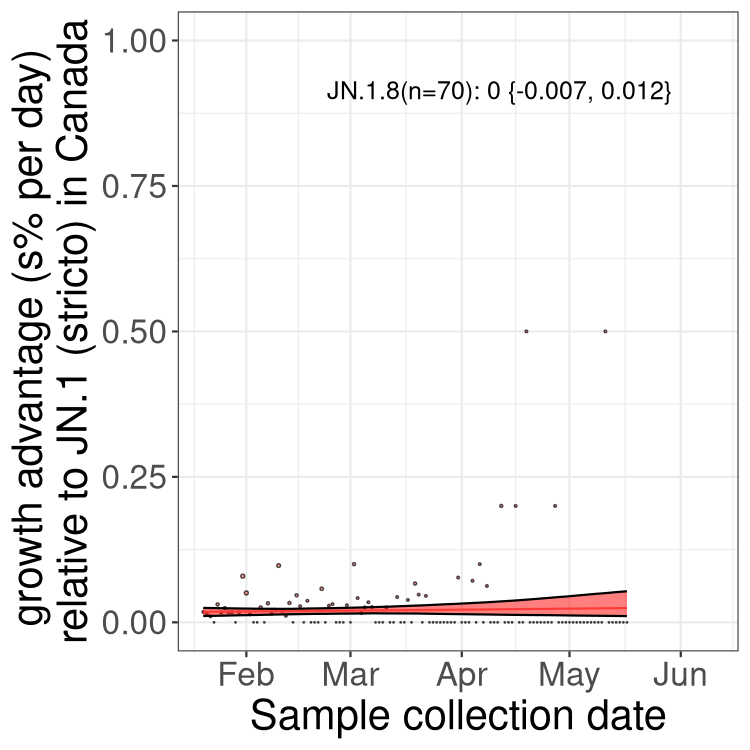 growth advantage (s% per day)
relative to JN.1 (stricto) in Canada
1.00
JN.1.8(n=70): 0 {-0.007, 0.012}
0.75
0.50
0.25
0.00
Feb Mar Apr May Jun
Sample collection date